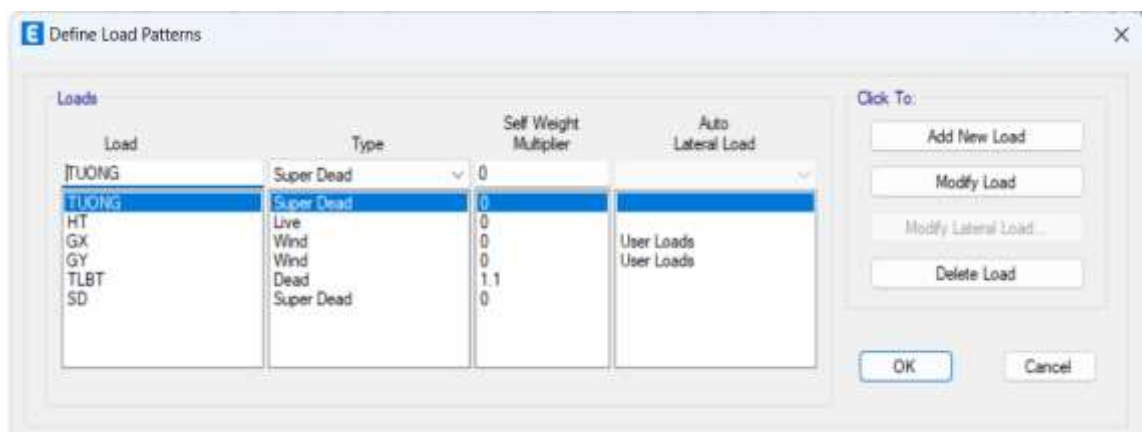 E Define Load Patterns
Loads
Click To:
Load Type Self Weight Multiplier Auto Lateral Load
TUONG Super Dead 0
TUONG Super Dead 0
HT Live 0
GX Wind 0 User Loads
GY Wind 0 User Loads
TLBT Dead 1.1
SD Super Dead 0
Add New Load
Modify Load
Modify Lateral Load...
Delete Load
OK Cancel